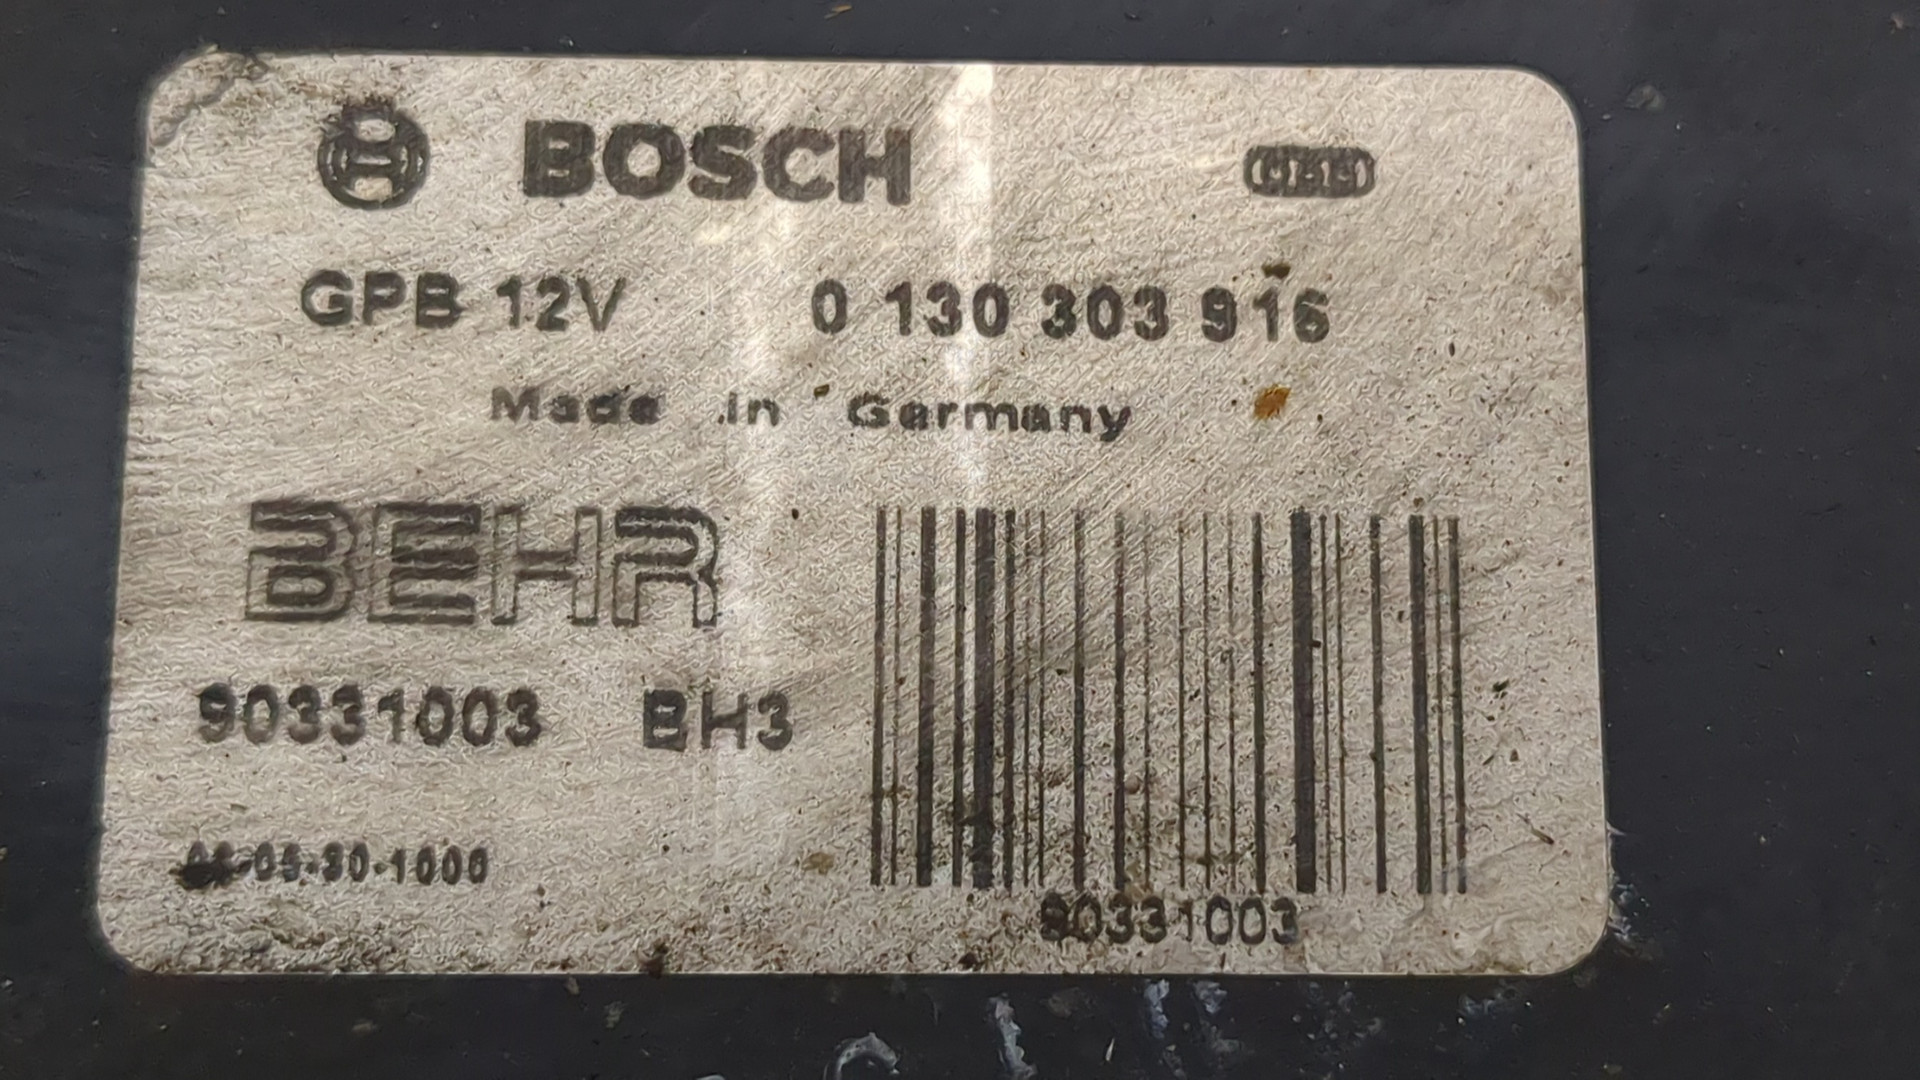 BOSCH
GPB 12V 0 130 303 916
Made in Germany
BEHR
90331003 BH3
90331003